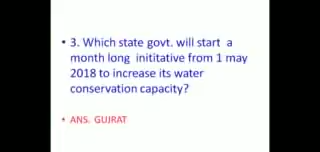 • 3. Which state govt. will start a
month long inititative from 1 may
2018 to increase its water
conservation capacity?
• ANS. GUJRAT